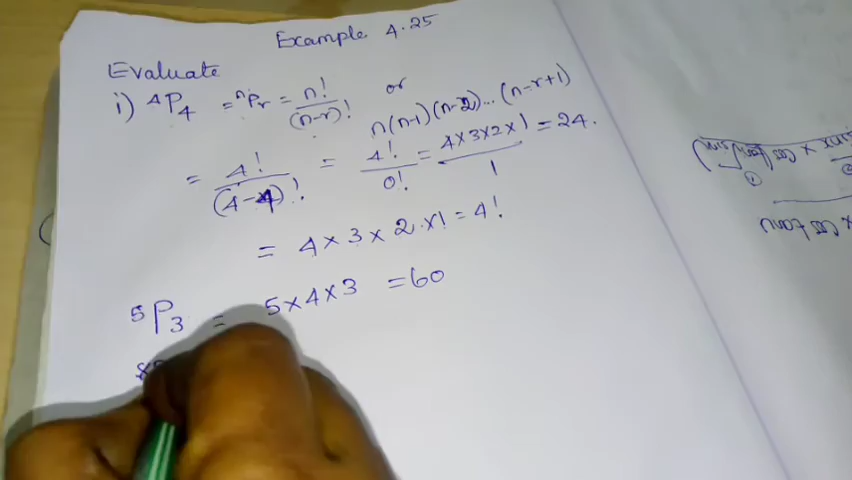 Example 4.25
Evaluate
i) ⁴P₄ = ⁿPᵣ = n!/(n-r)! or n(n-1)(n-2)...(n-r+1)
= 4!/(4-4)! = 4!/0! = 4×3×2×1/1 = 24.
= 4×3×2×1 = 4!
⁵P₃ = 5×4×3 = 60